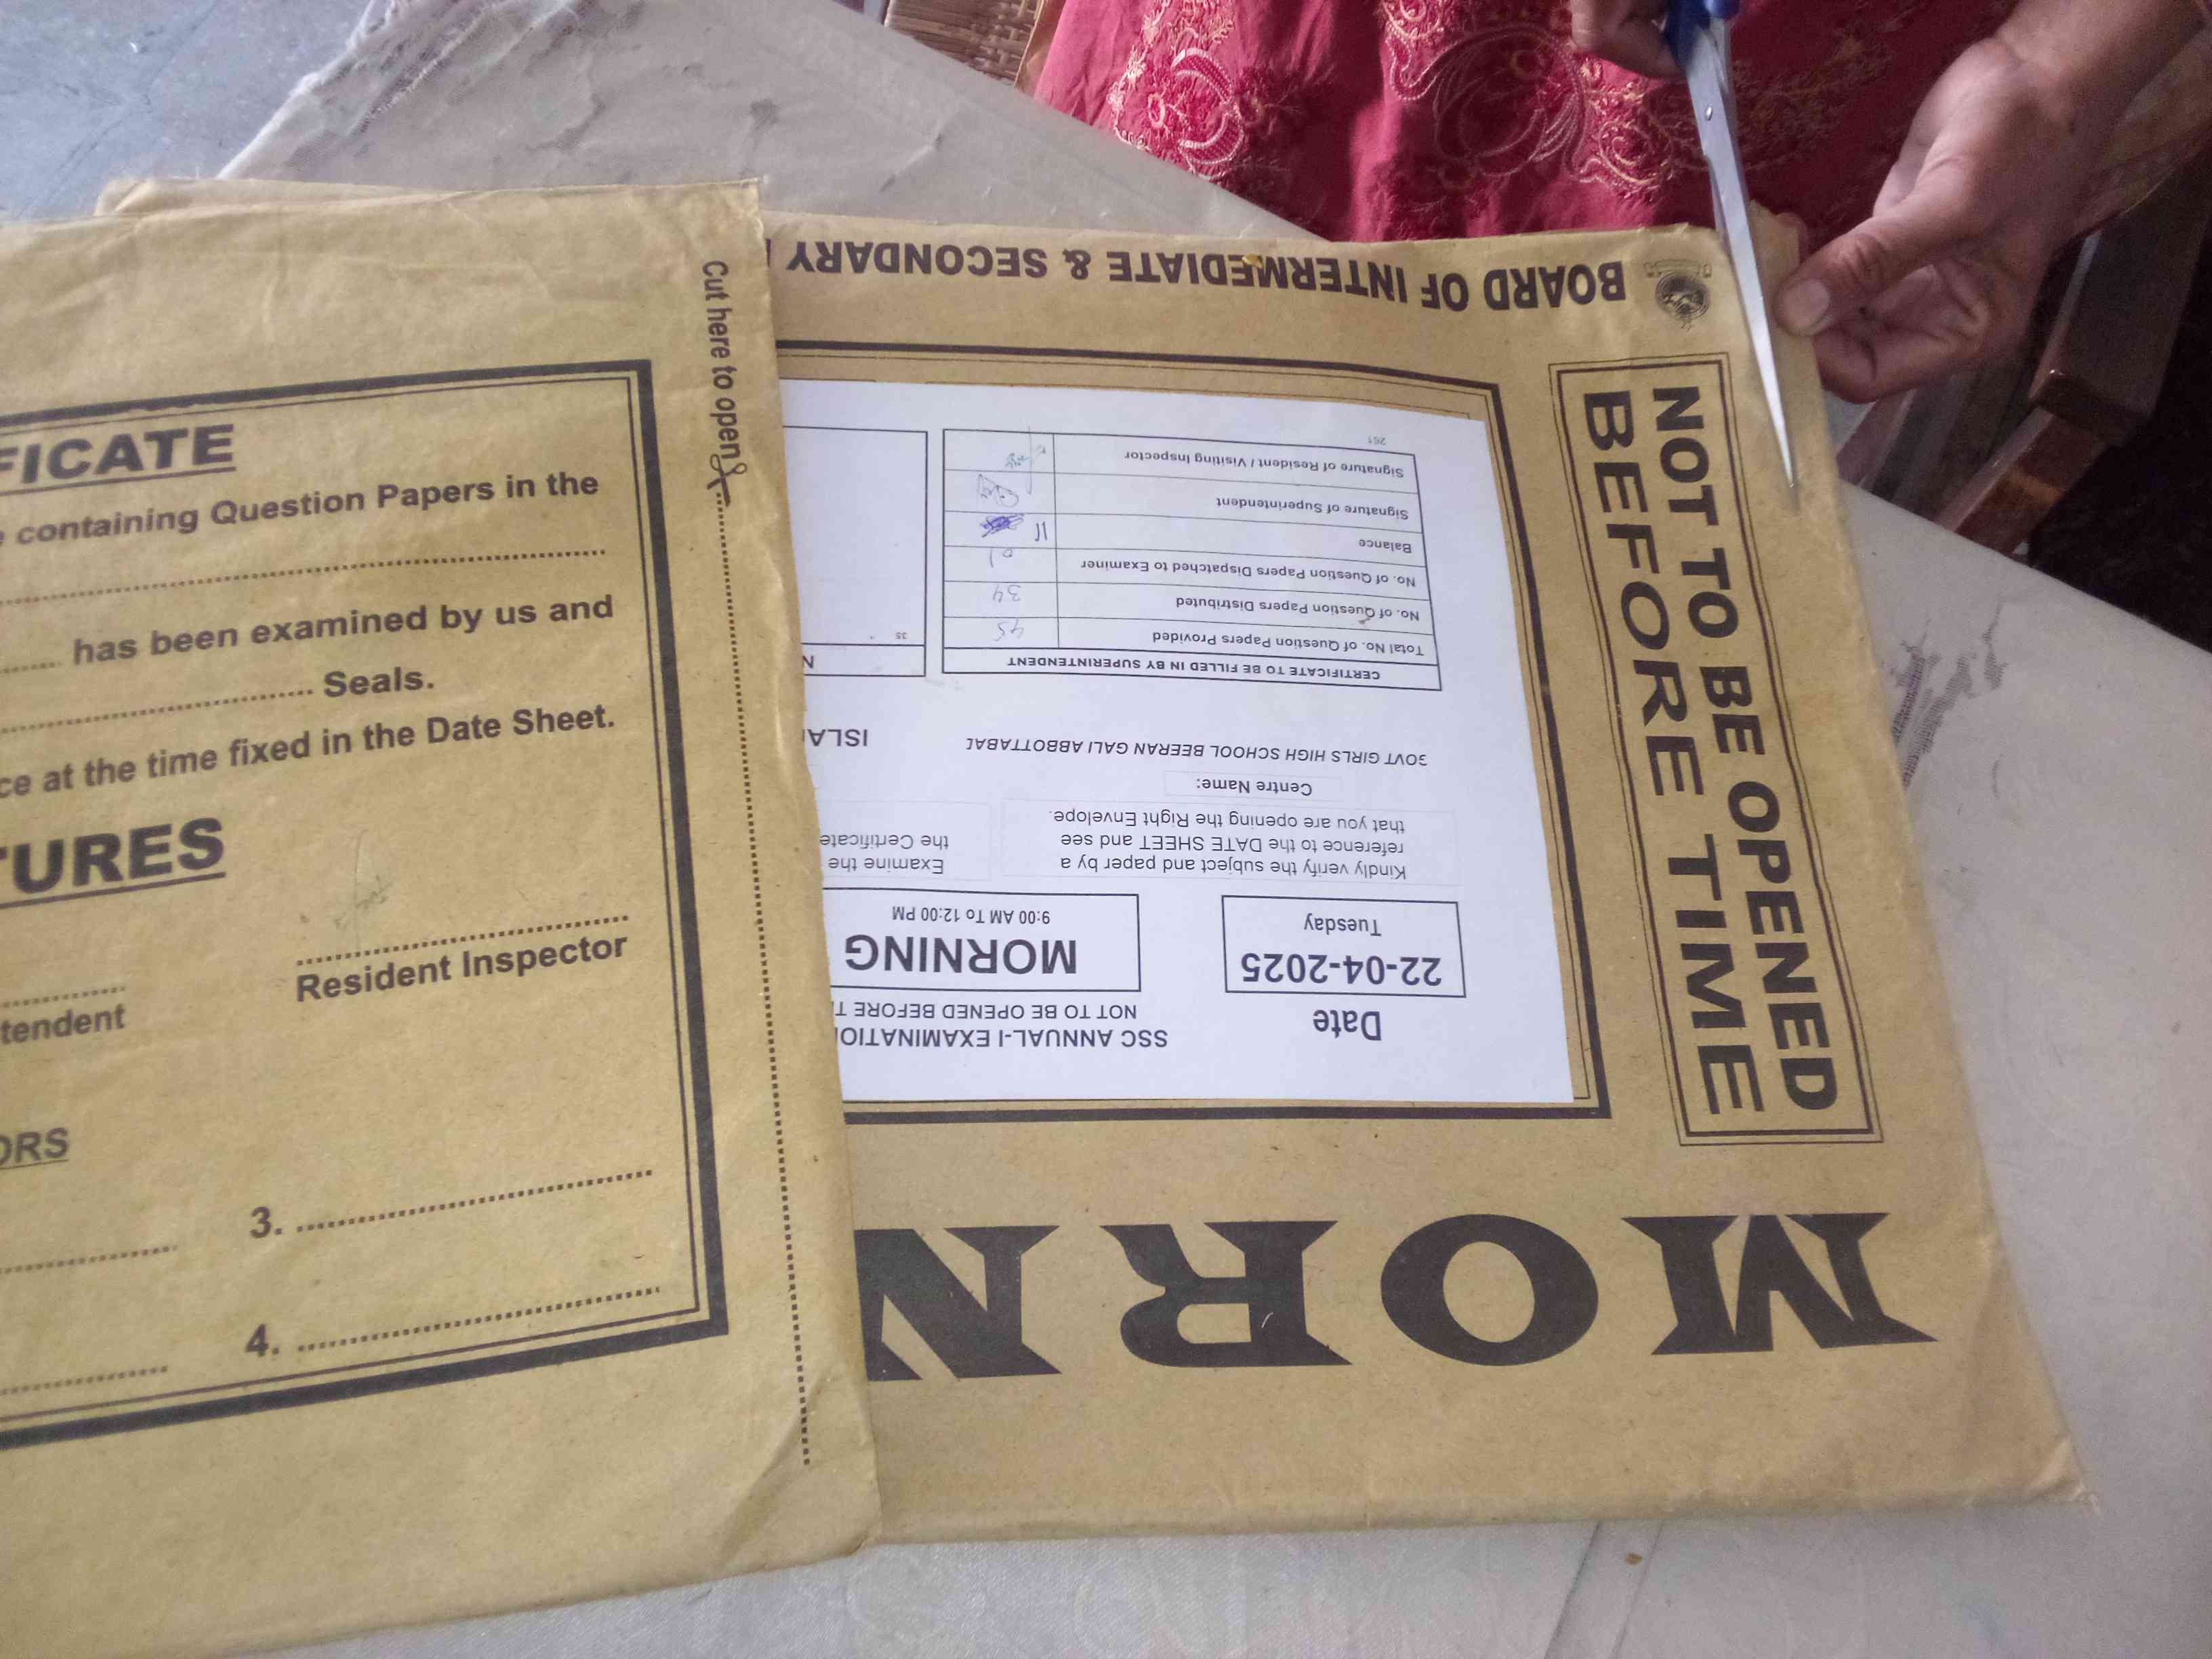 FICATE
containing Question Papers in the
has been examined by us and
Seals.
ce at the time fixed in the Date Sheet.
TURES
Resident Inspector
tendent
ORS
3.
4.
Cut here to open
BOARD OF INTERMEDIATE & SECONDARY
NOT TO BE OPENED
BEFORE TIME
MORN
SSC ANNUAL-I EXAMINATIO
NOT TO BE OPENED BEFORE T
Date
22-04-2025
Tuesday
MORNING
9:00 AM To 12:00 PM
Kindly verify the subject and paper by a
reference to the DATE SHEET and see
that you are opening the Right Envelope.
Examine the
the Certificate
Centre Name:
GOVT GIRLS HIGH SCHOOL BEERAN GALI ABBOTTABAD
ISLA
CERTIFICATE TO BE FILLED IN BY SUPERINTENDENT
Total No. of Question Papers Provided 45
No. of Question Papers Distributed 34
No. of Question Papers Dispatched to Examiner 01
Balance 11
Signature of Superintendent
Signature of Resident / Visiting Inspector
261
N
35